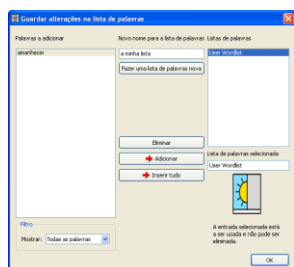 Guardar alterações na lista de palavras
Palavras a adicionar
amanhecer
Novo nome para a lista de palavras:
a minha lista
Fazer uma lista de palavras nova
Eliminar
Adicionar
Inserir tudo
Listas de palavras
User Wordlist
Lista de palavras selecionada
User Wordlist
A entrada selecionada está
a ser usada e não pode ser
eliminada.
Filtro
Mostrar: Todas as palavras
OK